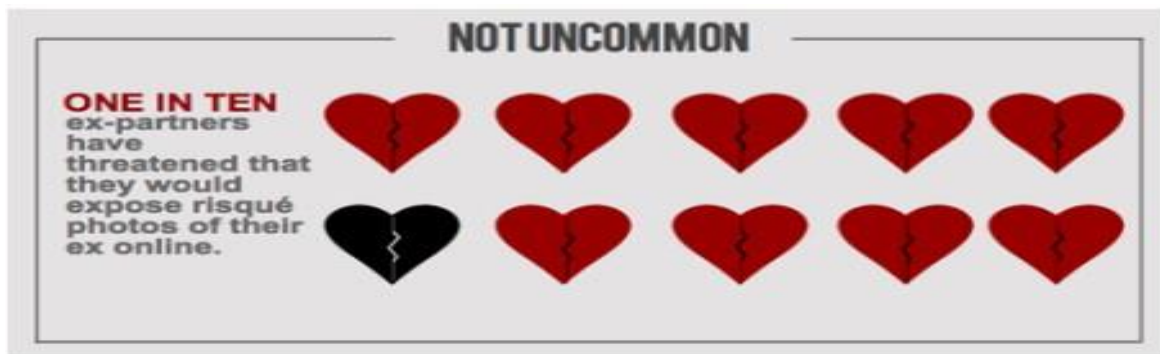 NOT UNCOMMON
ONE IN TEN
ex-partners
have
threatened that
they would
expose risqué
photos of their
ex online.